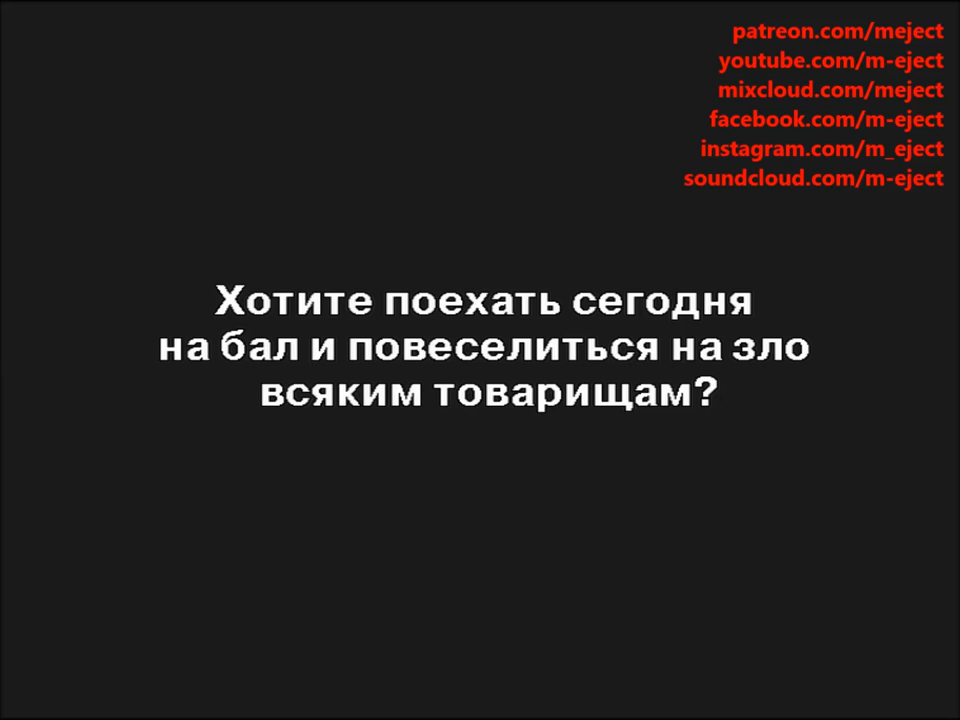 patreon.com/meject
youtube.com/m-eject
mixcloud.com/meject
facebook.com/m-eject
instagram.com/m_eject
soundcloud.com/m-eject
Хотите поехать сегодня
на бал и повеселиться на зло
всяким товарищам?